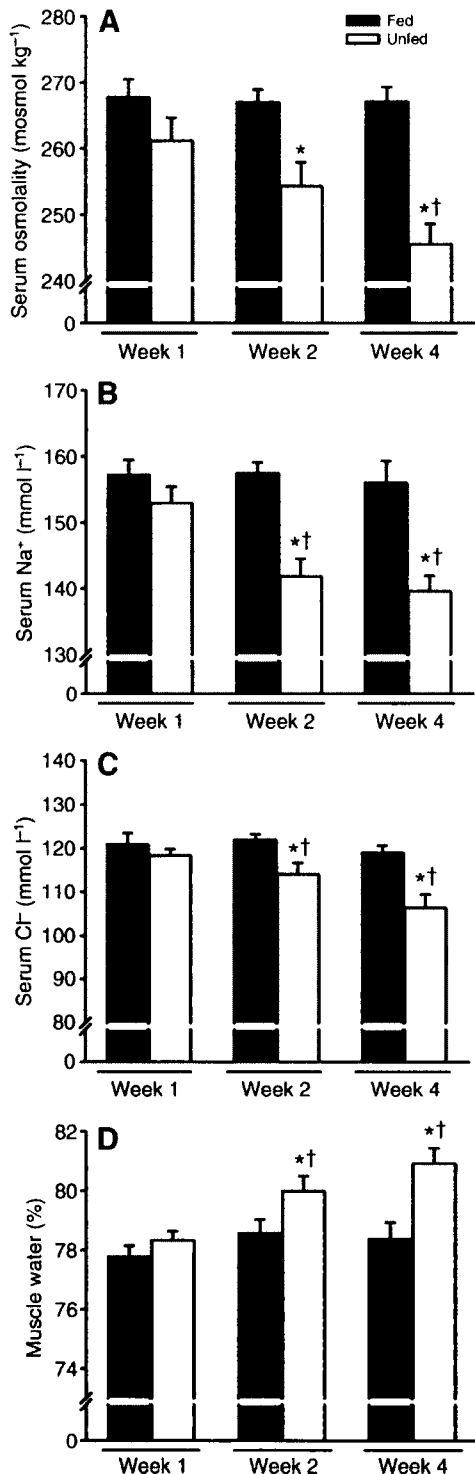 A
Fed
Unfed
Serum osmolality (mosmol kg⁻¹)
280
270
260
250
240
0
*
*†
Week 1 Week 2 Week 4
B
Serum Na⁺ (mmol l⁻¹)
170
160
150
140
130
0
*†
*†
Week 1 Week 2 Week 4
C
Serum Cl⁻ (mmol l⁻¹)
140
130
120
110
100
90
80
0
*†
*†
Week 1 Week 2 Week 4
D
Muscle water (%)
82
80
78
76
74
0
*†
*†
Week 1 Week 2 Week 4